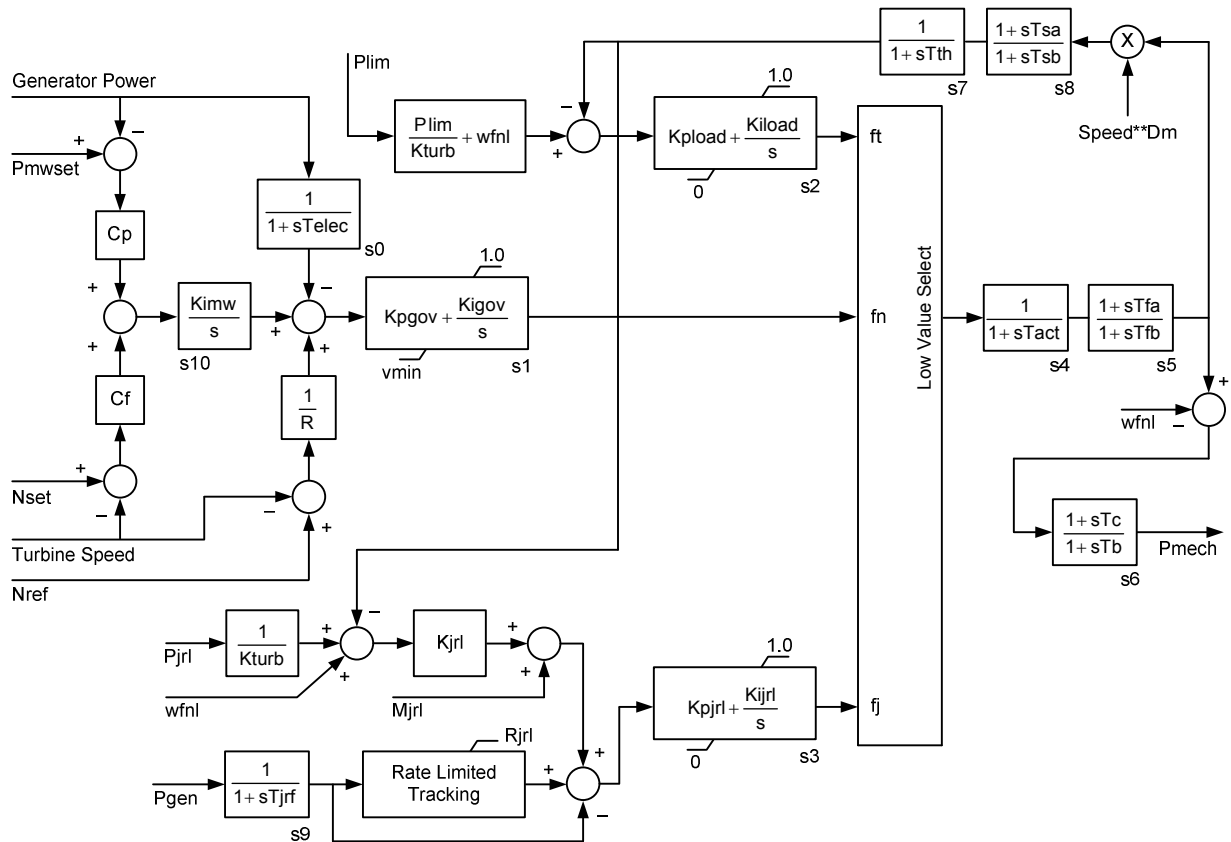 Generator Power
Pmwset
Plim
Plim
Kturb
+ wfnl
1
1+ sTelec
s0
Cp
Kimw
s
s10
Kpgov + Kigov
s
1.0
vmin
s1
Cf
1
R
Nset
Turbine Speed
Nref
Kpload + Kiload
s
1.0
0
s2
1
1+ sTth
s7
1+ sTsa
1+ sTsb
s8
X
Speed**Dm
ft
fn
fj
Low Value Select
1
1+ sTact
s4
1+ sTfa
1+ sTfb
s5
wfnl
1+ sTc
1+ sTb
s6
Pmech
Pjrl
1
Kturb
wfnl
Kjrl
Mjrl
Kpjrl + Kijrl
s
1.0
0
s3
Pgen
1
1+ sTjrf
s9
Rate Limited
Tracking
Rjrl
+
−
+
+
−
+
+
−
+
−
−
+
−
+
+
−
+
+
+
+
+
−
+
−